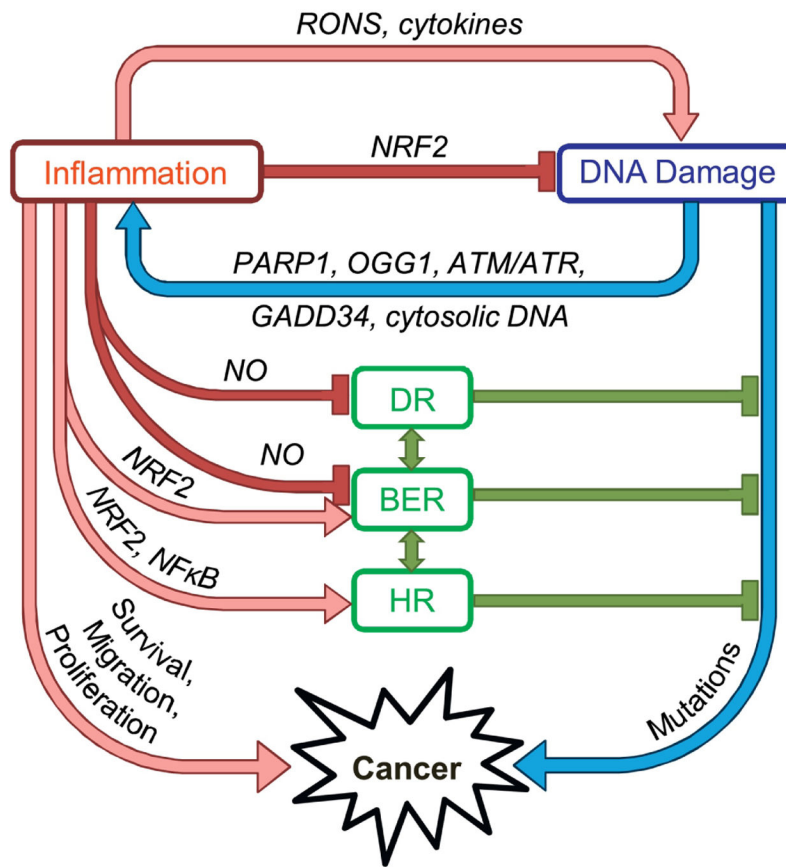 RONS, cytokines
Inflammation
NRF2
DNA Damage
PARP1, OGG1, ATM/ATR,
GADD34, cytosolic DNA
NO
DR
NO
NRF2
BER
NRF2, NFκB
HR
Survival,
Migration,
Proliferation
Mutations
Cancer